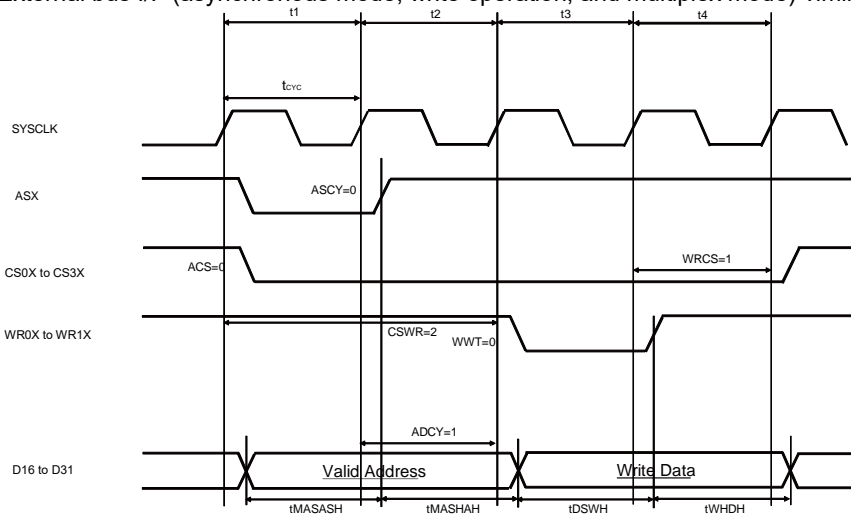 External bus I/F (asynchronous mode, write operation, and multiplex mode) Timin
t1 t2 t3 t4
tCYC
SYSCLK
ASX
ASCY=0
CS0X to CS3X
ACS=0
WRCS=1
WR0X to WR1X
CSWR=2
WWT=0
ADCY=1
D16 to D31
Valid Address
Write Data
tMASASH tMASHAH tDSWH tWHDH